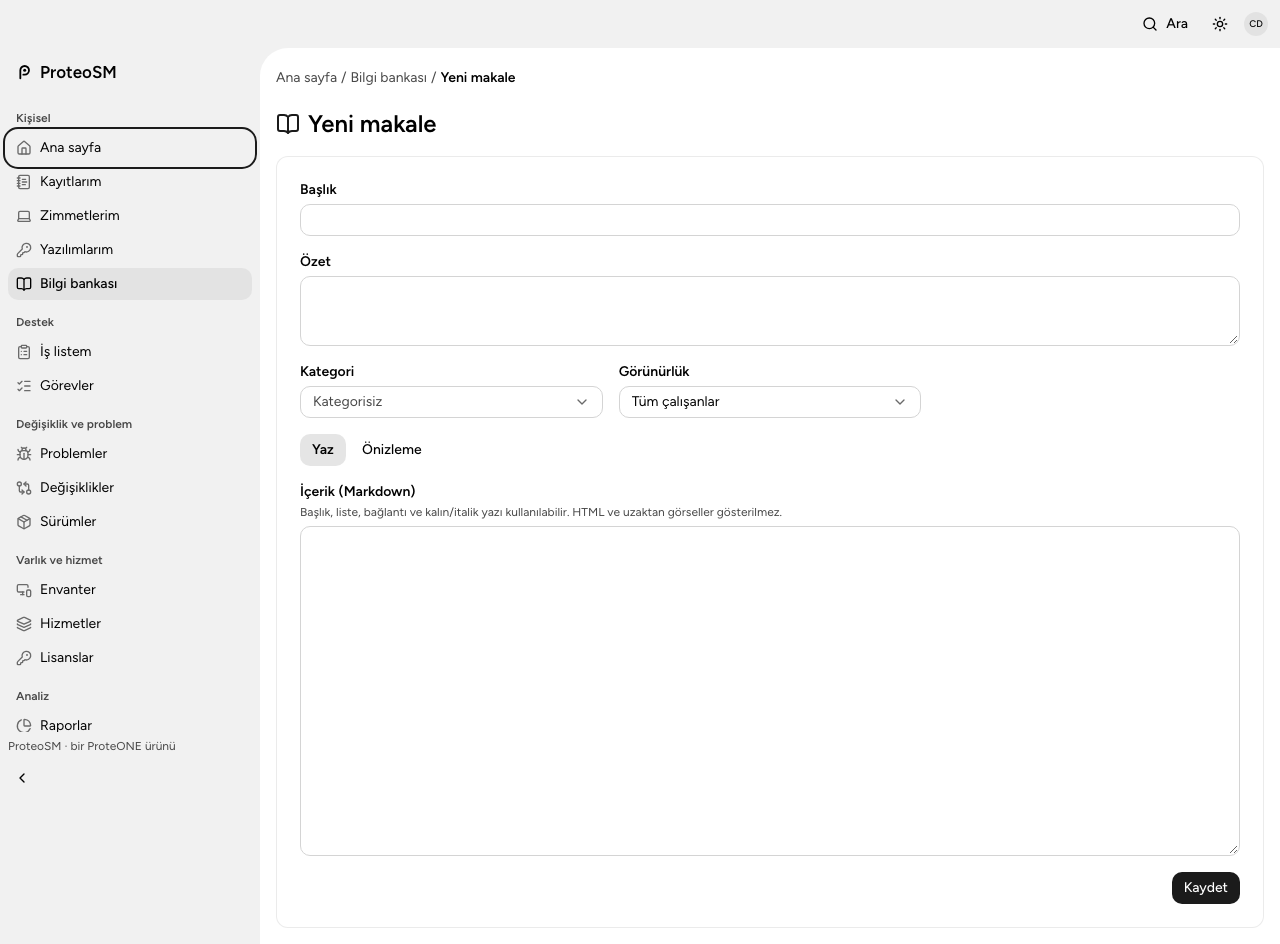 Ara
CD
ProteoSM
Kişisel
Ana sayfa
Kayıtlarım
Zimmetlerim
Yazılımlarım
Bilgi bankası
Destek
İş listem
Görevler
Değişiklik ve problem
Problemler
Değişiklikler
Sürümler
Varlık ve hizmet
Envanter
Hizmetler
Lisanslar
Analiz
Raporlar
ProteoSM · bir ProteONE ürünü
Ana sayfa / Bilgi bankası / Yeni makale
Yeni makale
Başlık
Özet
Kategori Görünürlük
Kategorisiz Tüm çalışanlar
Yaz Önizleme
İçerik (Markdown)
Başlık, liste, bağlantı ve kalın/italik yazı kullanılabilir. HTML ve uzaktan görseller gösterilmez.
Kaydet